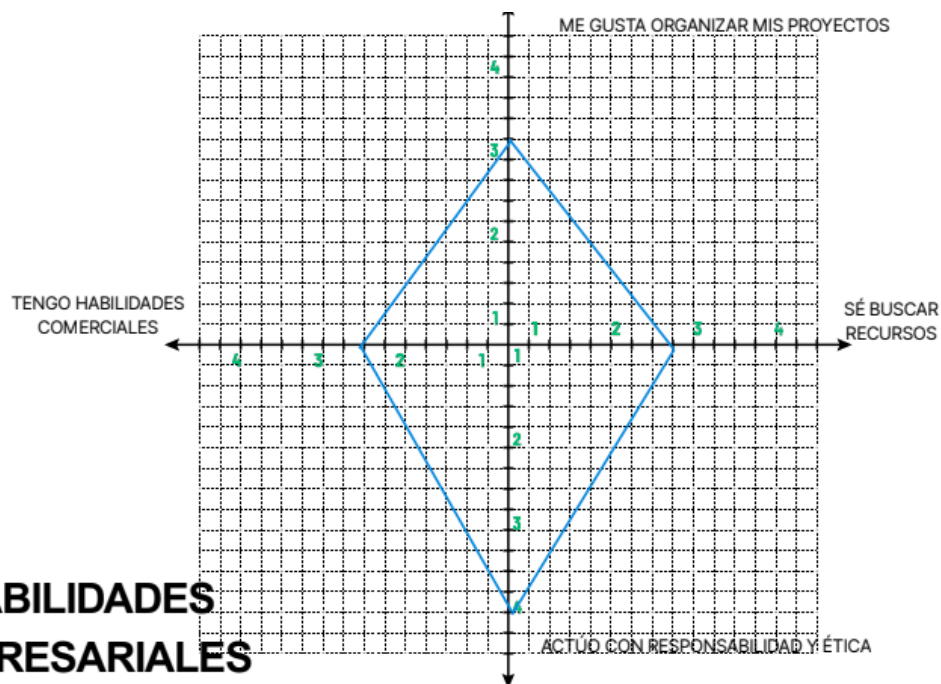 ME GUSTA ORGANIZAR MIS PROYECTOS
4
3
2
1
TENGO HABILIDADES
COMERCIALES
SÉ BUSCAR
RECURSOS
1 2 3 4
4 3 2 1
1
2
3
4
ABILIDADES
RESARIALES
ACTÚO CON RESPONSABILIDAD Y ÉTICA